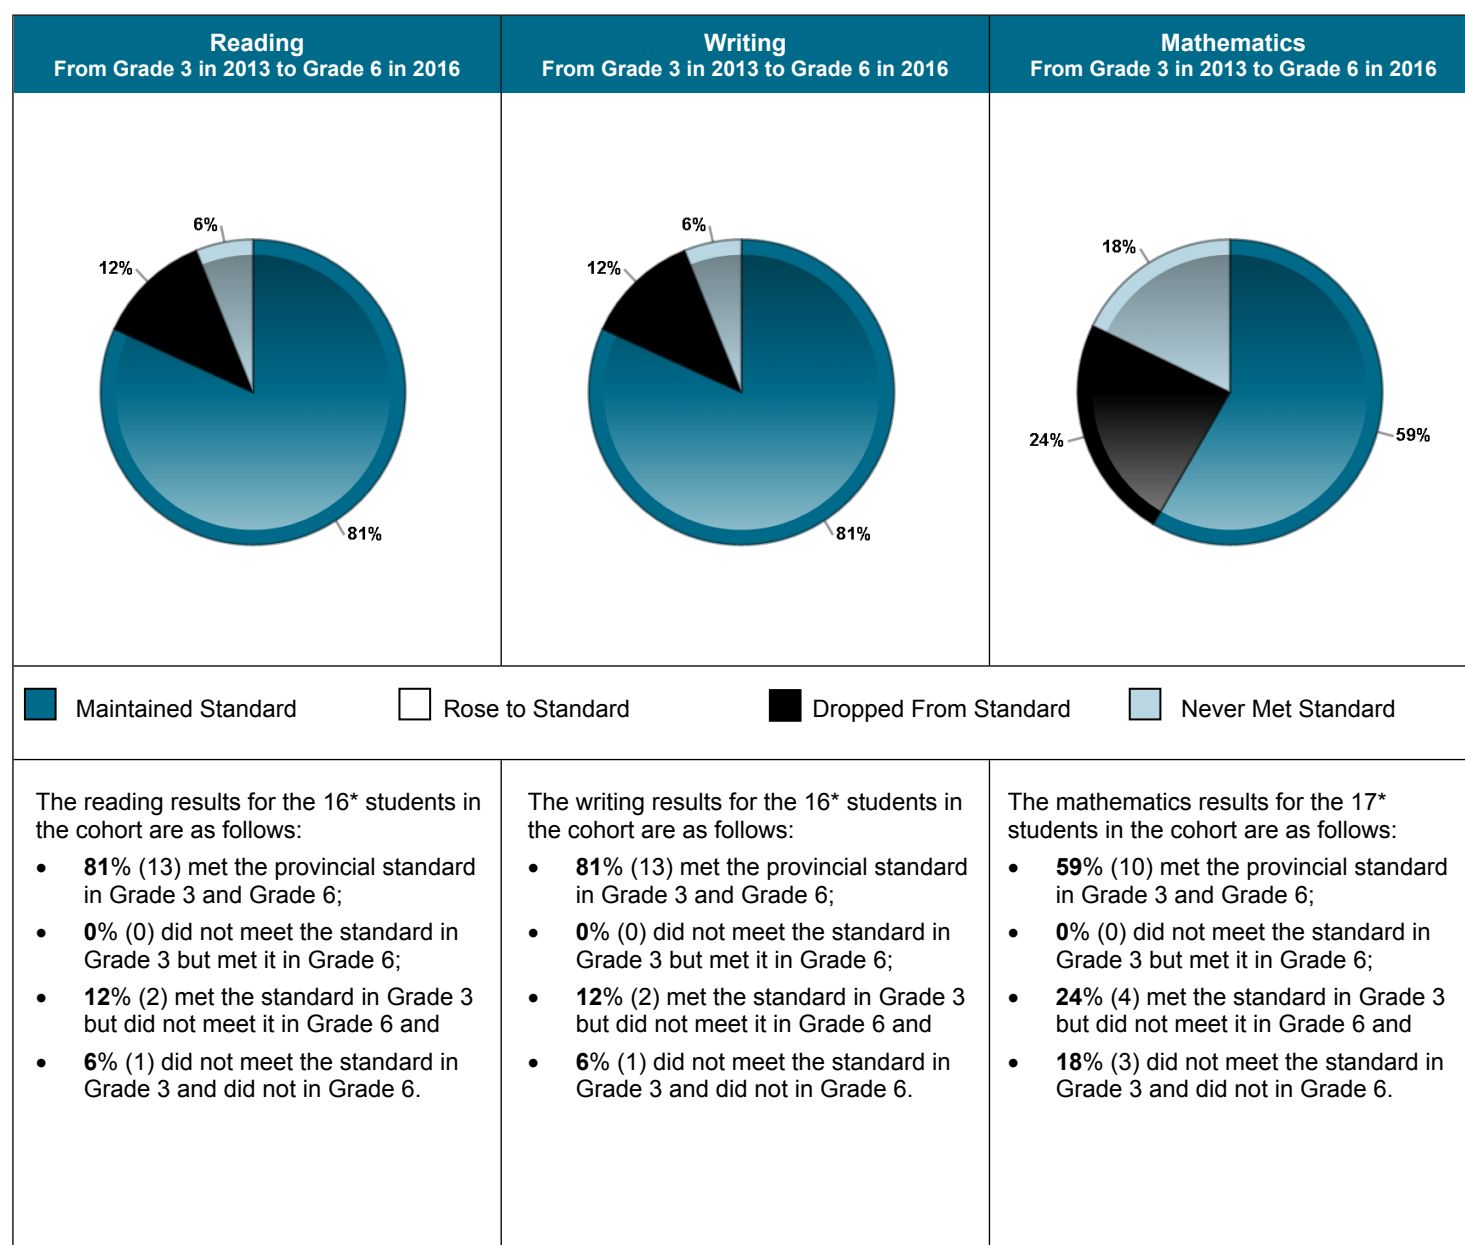 Reading
From Grade 3 in 2013 to Grade 6 in 2016
Writing
From Grade 3 in 2013 to Grade 6 in 2016
Mathematics
From Grade 3 in 2013 to Grade 6 in 2016
6%
12%
81%
6%
12%
81%
18%
24%
59%
Maintained Standard
Rose to Standard
Dropped From Standard
Never Met Standard
The reading results for the 16* students in
the cohort are as follows:
• 81% (13) met the provincial standard
in Grade 3 and Grade 6;
• 0% (0) did not meet the standard in
Grade 3 but met it in Grade 6;
• 12% (2) met the standard in Grade 3
but did not meet it in Grade 6 and
• 6% (1) did not meet the standard in
Grade 3 and did not in Grade 6.
The writing results for the 16* students in
the cohort are as follows:
• 81% (13) met the provincial standard
in Grade 3 and Grade 6;
• 0% (0) did not meet the standard in
Grade 3 but met it in Grade 6;
• 12% (2) met the standard in Grade 3
but did not meet it in Grade 6 and
• 6% (1) did not meet the standard in
Grade 3 and did not in Grade 6.
The mathematics results for the 17*
students in the cohort are as follows:
• 59% (10) met the provincial standard
in Grade 3 and Grade 6;
• 0% (0) did not meet the standard in
Grade 3 but met it in Grade 6;
• 24% (4) met the standard in Grade 3
but did not meet it in Grade 6 and
• 18% (3) did not meet the standard in
Grade 3 and did not in Grade 6.